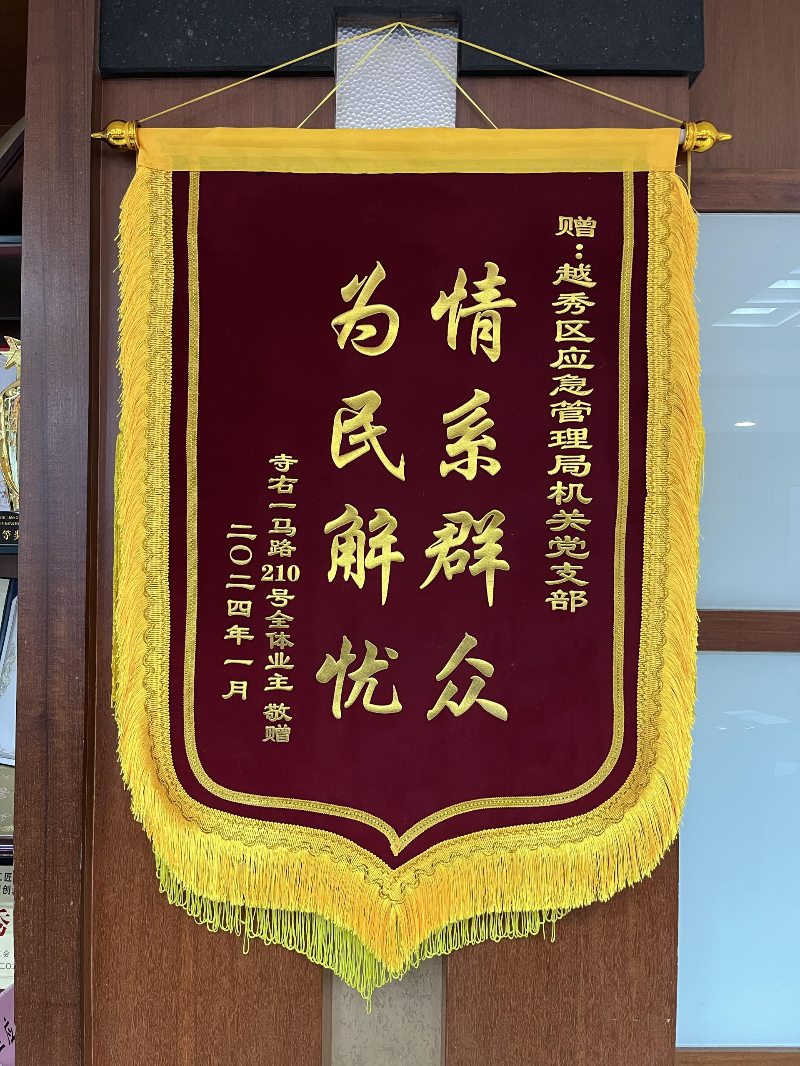 赠：越秀区应急管理局机关党支部
情系群众
为民解忧
寺右一马路210号全体业主 敬赠
二〇二四年一月